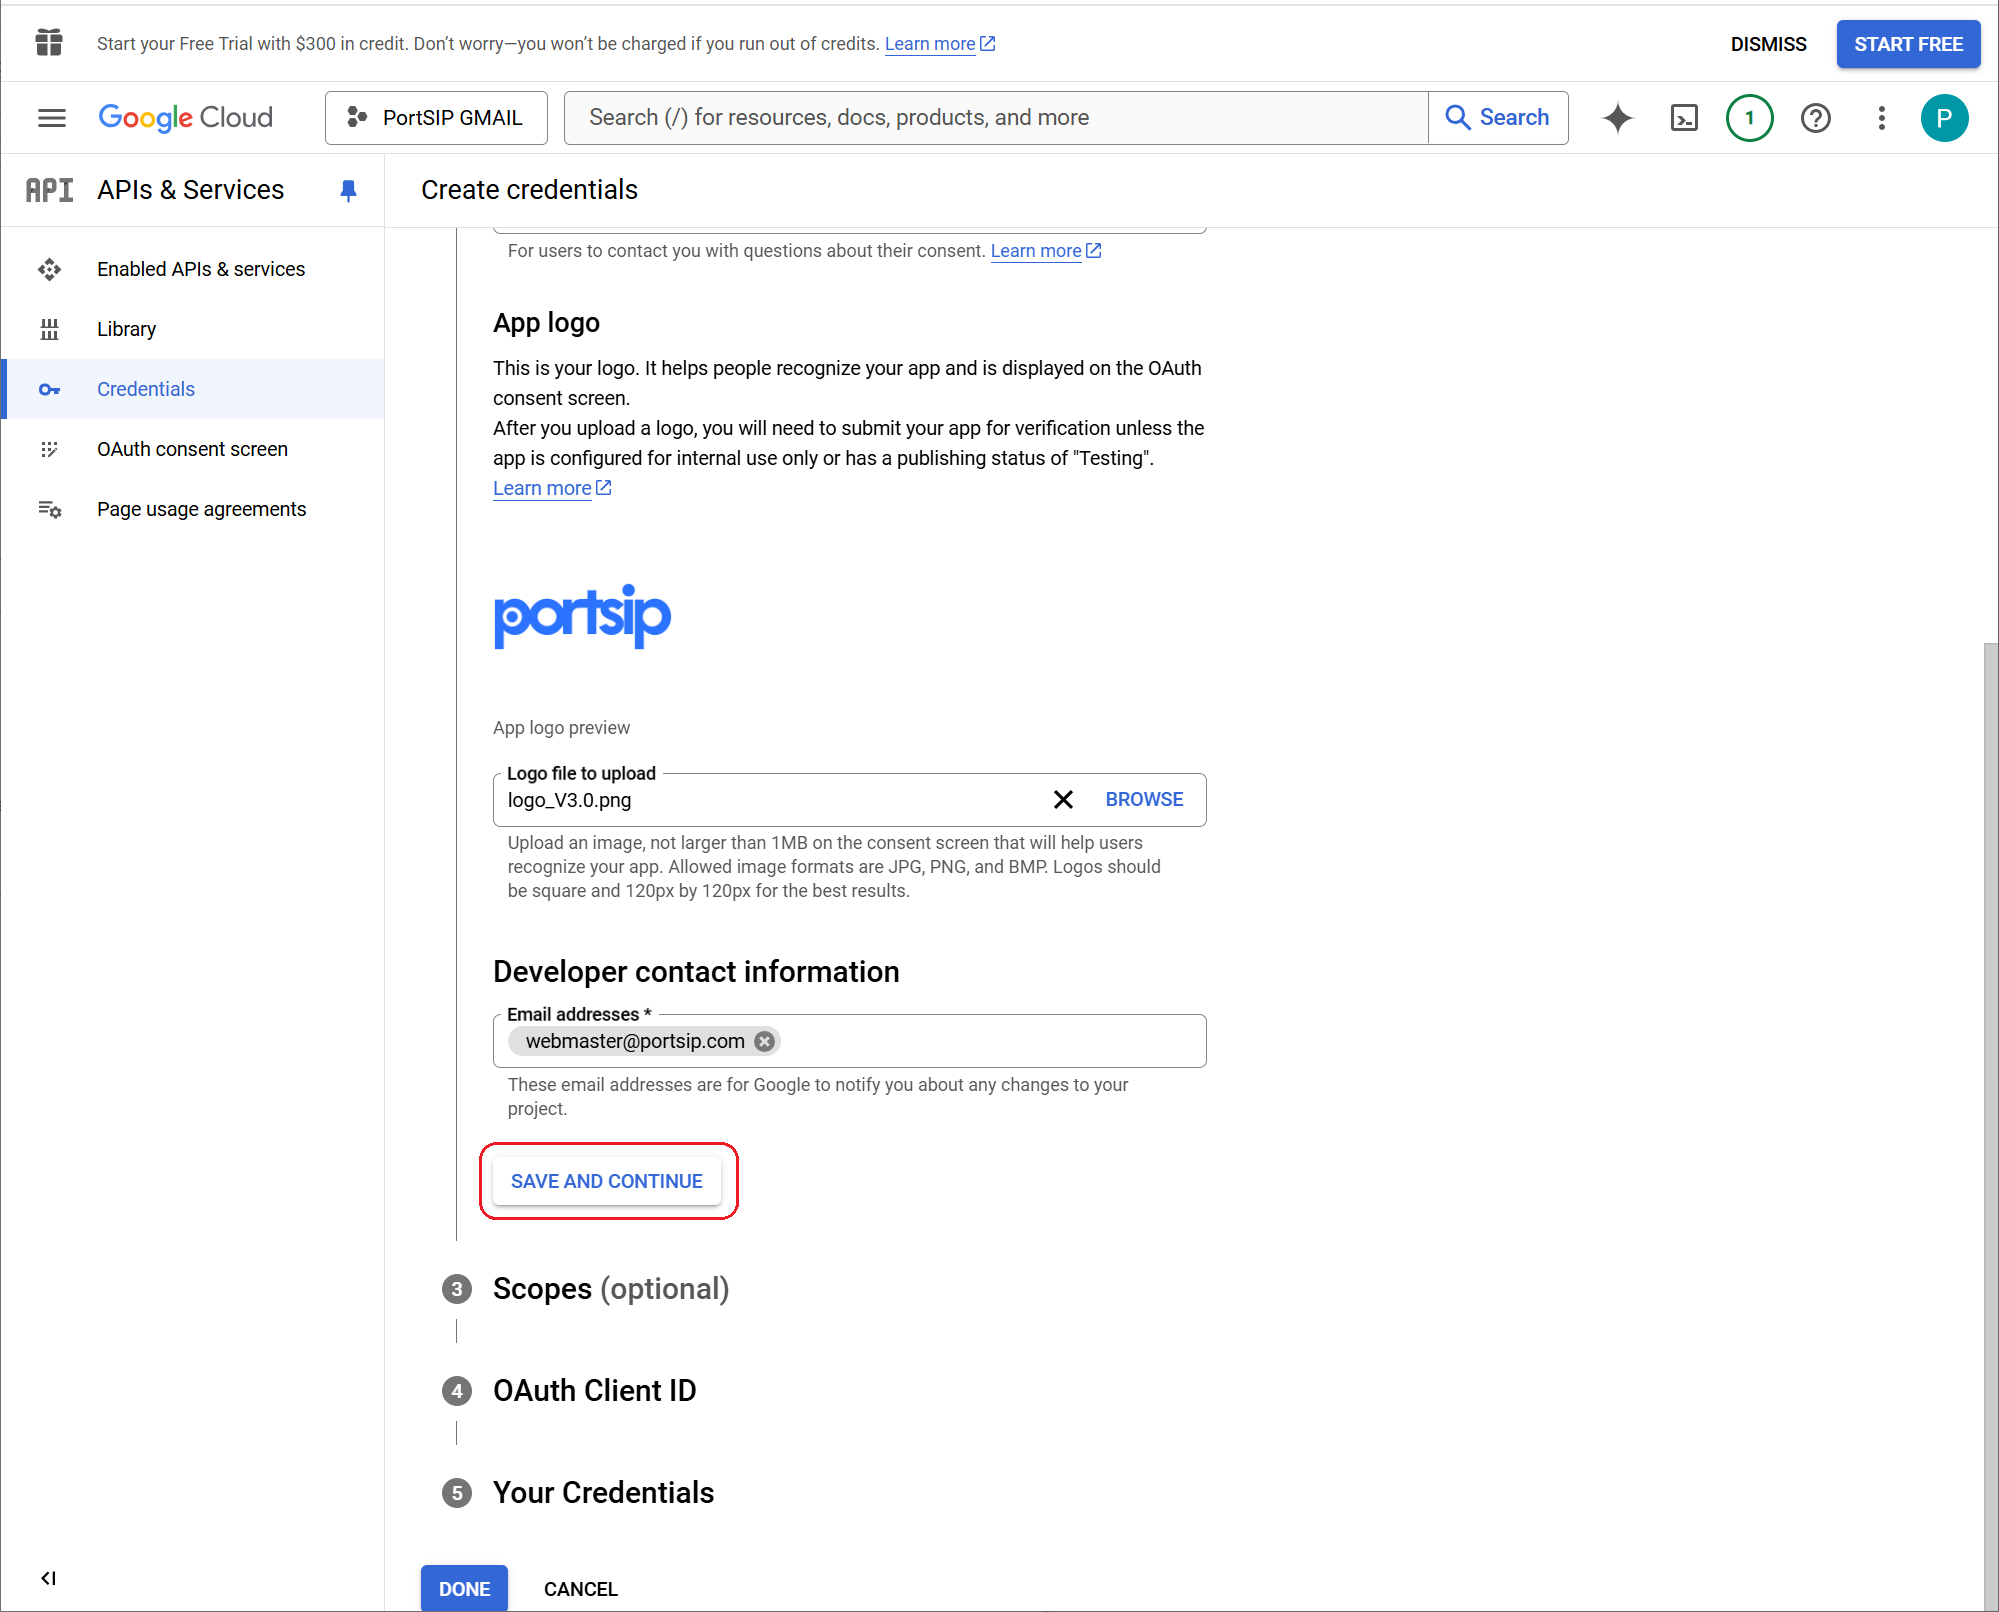 Start your Free Trial with $300 in credit. Don’t worry—you won’t be charged if you run out of credits. Learn more
DISMISS
START FREE
Google Cloud
PortSIP GMAIL
Search (/) for resources, docs, products, and more
Search
1
P
API
APIs & Services
Create credentials
Enabled APIs & services
Library
Credentials
OAuth consent screen
Page usage agreements
For users to contact you with questions about their consent. Learn more
App logo
This is your logo. It helps people recognize your app and is displayed on the OAuth
consent screen.
After you upload a logo, you will need to submit your app for verification unless the
app is configured for internal use only or has a publishing status of "Testing".
Learn more
portsip
App logo preview
Logo file to upload
logo_V3.0.png
BROWSE
Upload an image, not larger than 1MB on the consent screen that will help users
recognize your app. Allowed image formats are JPG, PNG, and BMP. Logos should
be square and 120px by 120px for the best results.
Developer contact information
Email addresses *
webmaster@portsip.com
These email addresses are for Google to notify you about any changes to your
project.
SAVE AND CONTINUE
3 Scopes (optional)
4 OAuth Client ID
5 Your Credentials
DONE
CANCEL